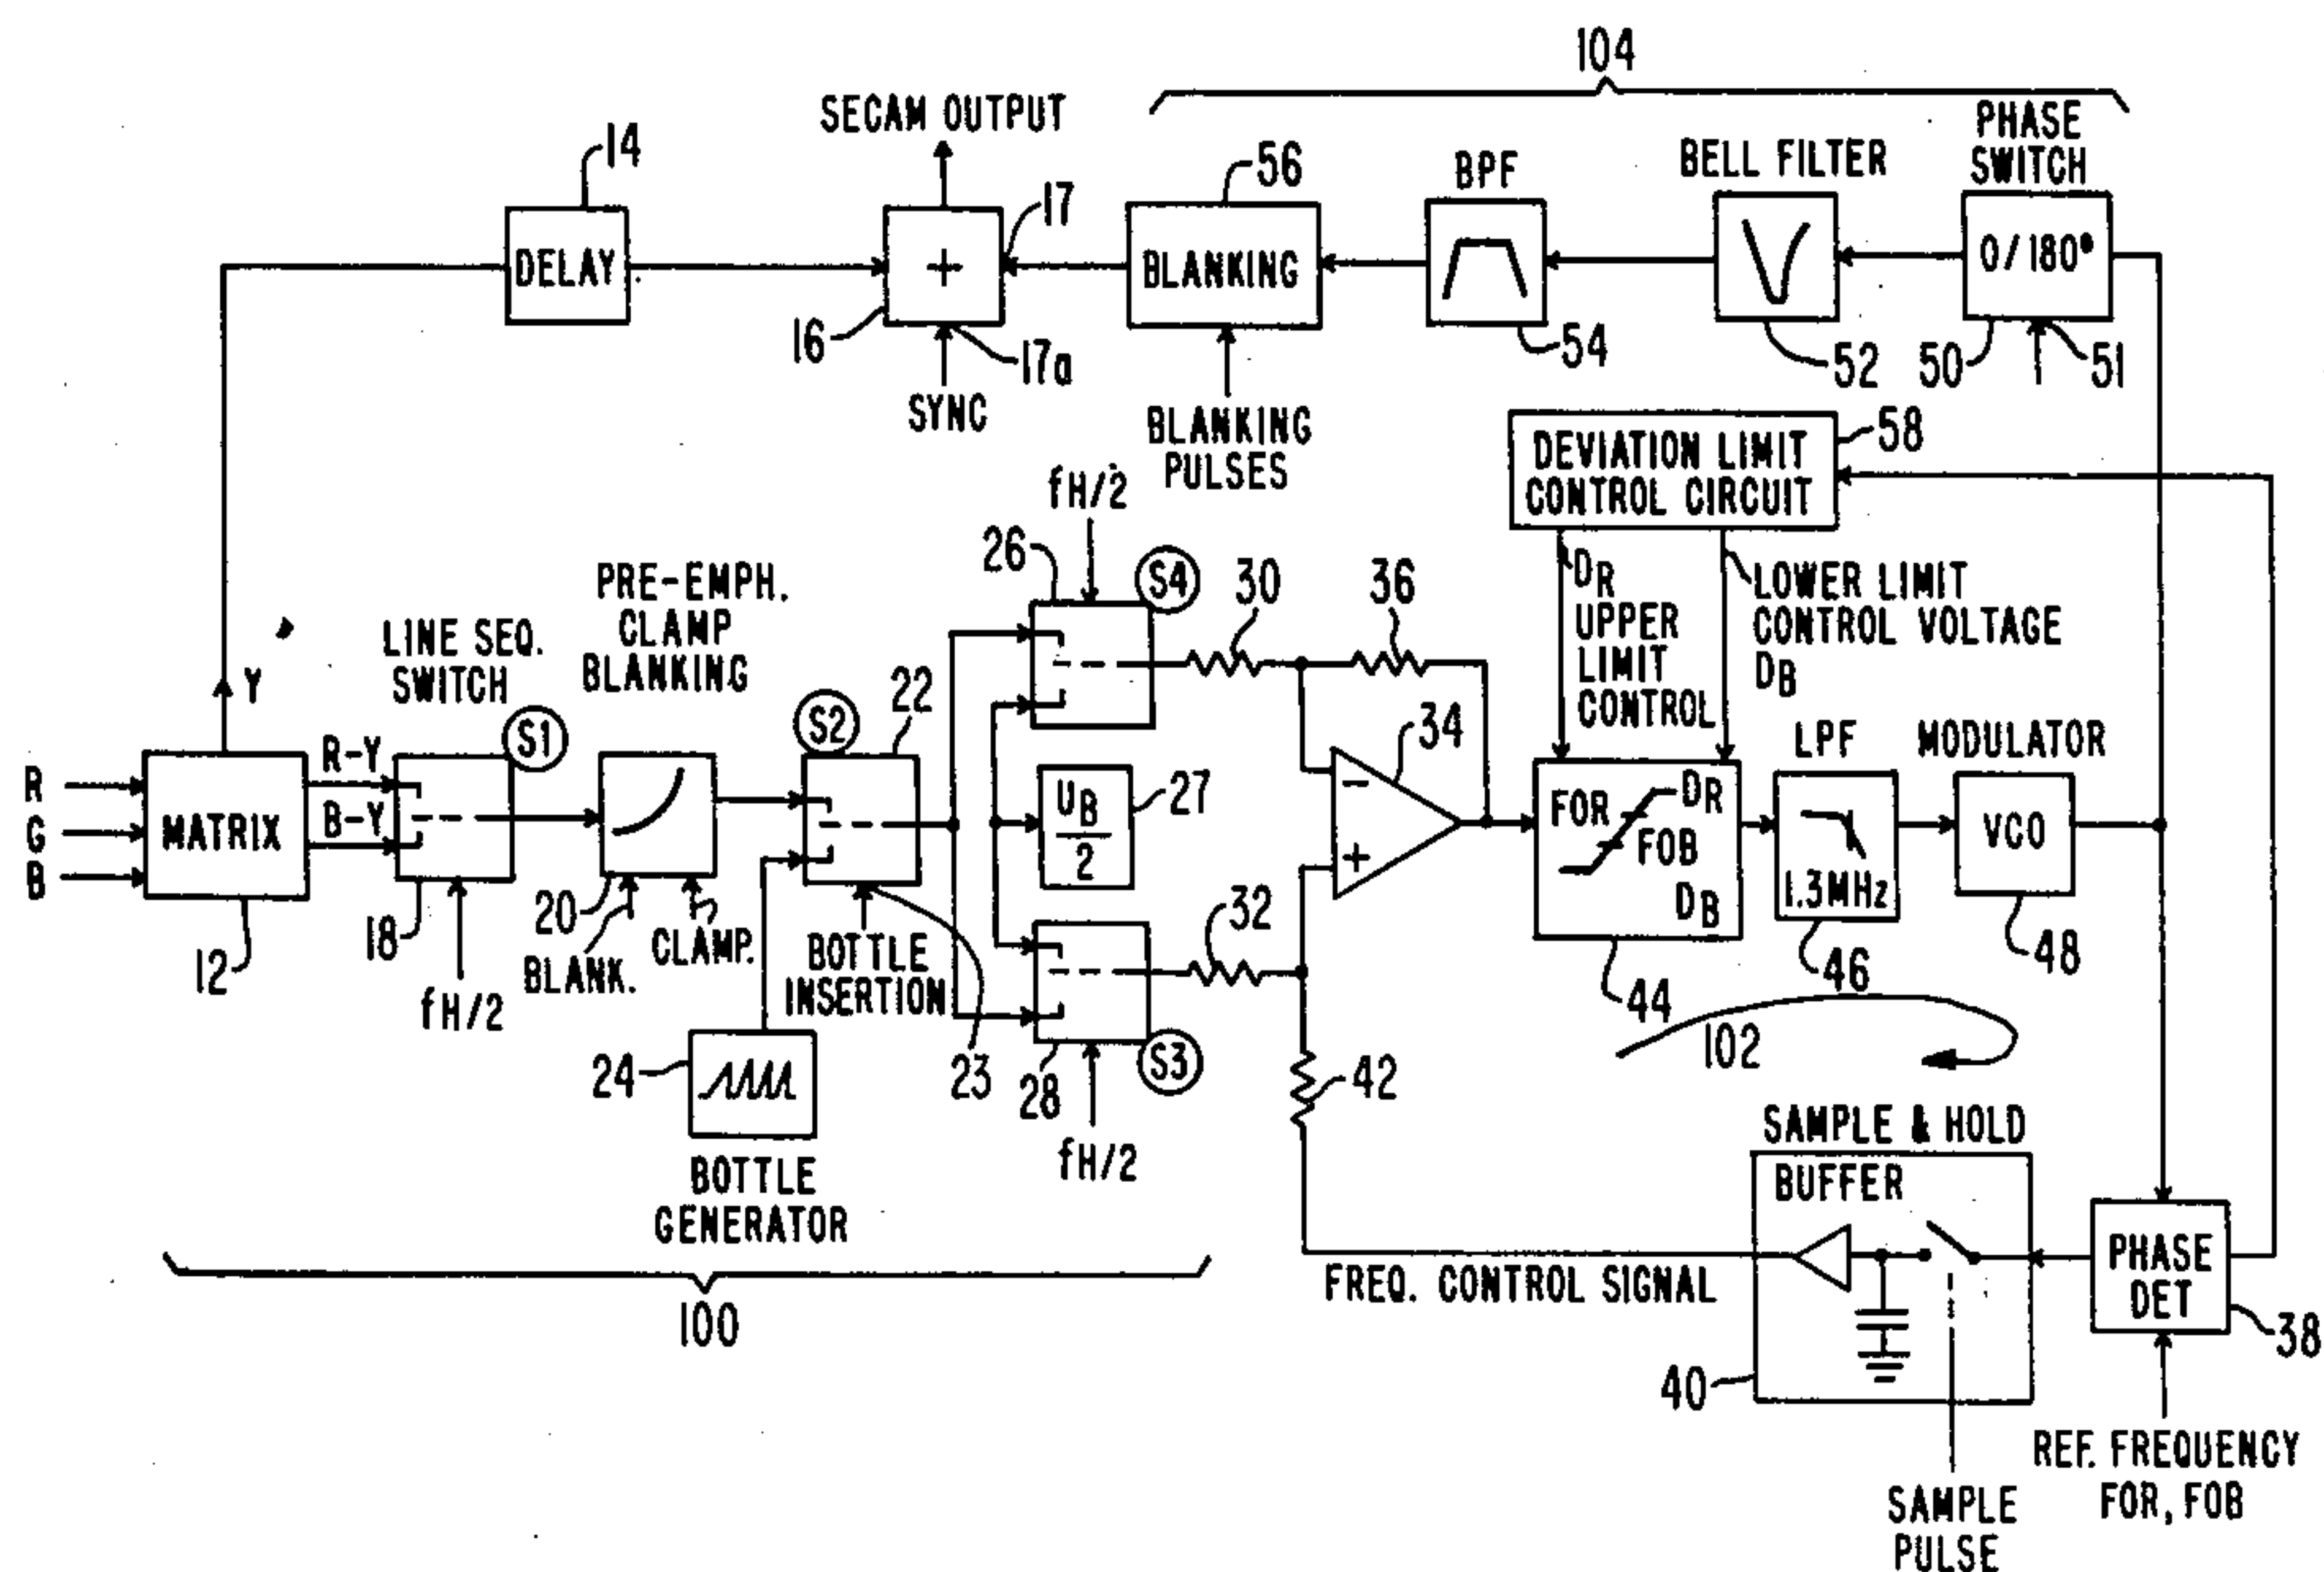 104
SECAM OUTPUT
PHASE
SWITCH
BELL FILTER
BPF
14
17
56
DELAY
+
BLANKING
0/180°
16
17a
54
52
50
51
SYNC
BLANKING
PULSES
58
DEVIATION LIMIT
CONTROL CIRCUIT
fH/2
26
S4
30
36
DR
UPPER
LIMIT
CONTROL
LOWER LIMIT
CONTROL VOLTAGE
DB
PRE-EMPH.
CLAMP
BLANKING
LINE SEQ.
SWITCH
Y
S1
S2
22
34
LPF
MODULATOR
R
G
B
MATRIX
R-Y
B-Y
UB
2
27
-
+
FOR
DR
FOB
DB
1.3MHz
VCO
12
18
fH/2
20
BLANK.
CLAMP.
BOTTLE
INSERTION
23
32
44
46
48
102
24
28
S3
fH/2
42
BOTTLE
GENERATOR
100
SAMPLE & HOLD
BUFFER
FREQ. CONTROL SIGNAL
PHASE
DET
38
40
REF. FREQUENCY
FOR, FOB
SAMPLE
PULSE